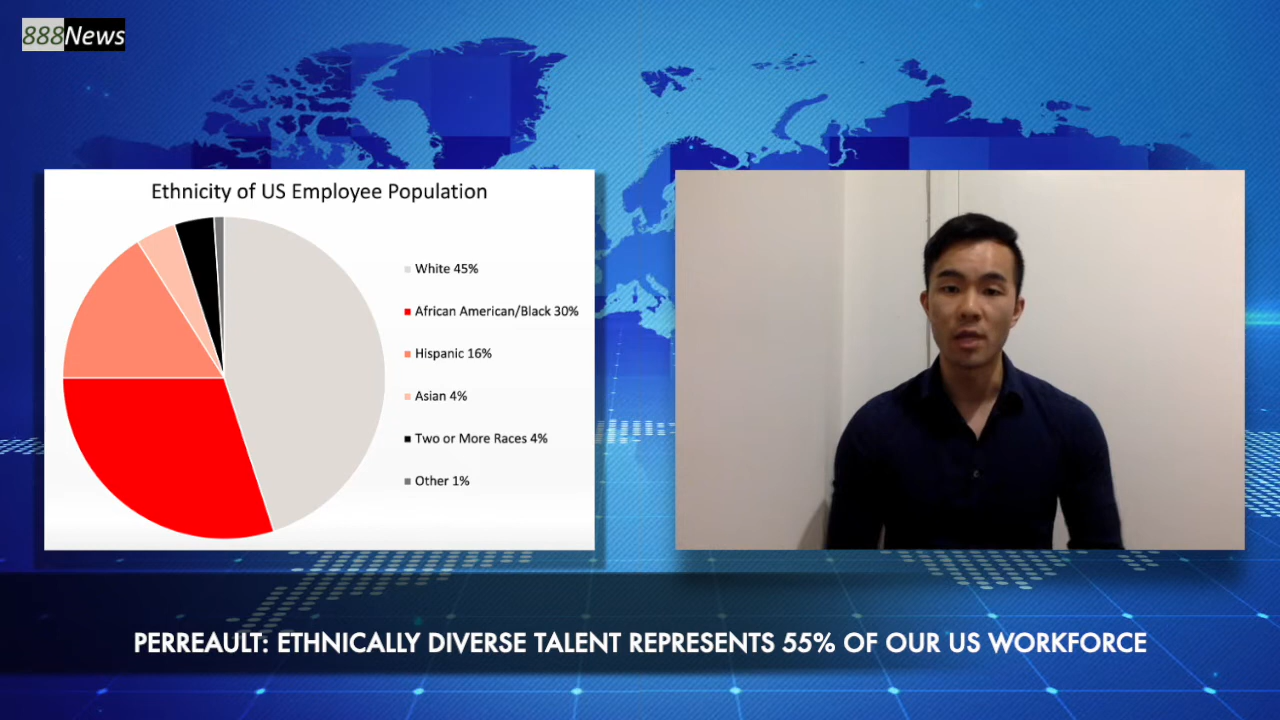 888News
Ethnicity of US Employee Population
White 45%
African American/Black 30%
Hispanic 16%
Asian 4%
Two or More Races 4%
Other 1%
PERREAULT: ETHNICALLY DIVERSE TALENT REPRESENTS 55% OF OUR US WORKFORCE